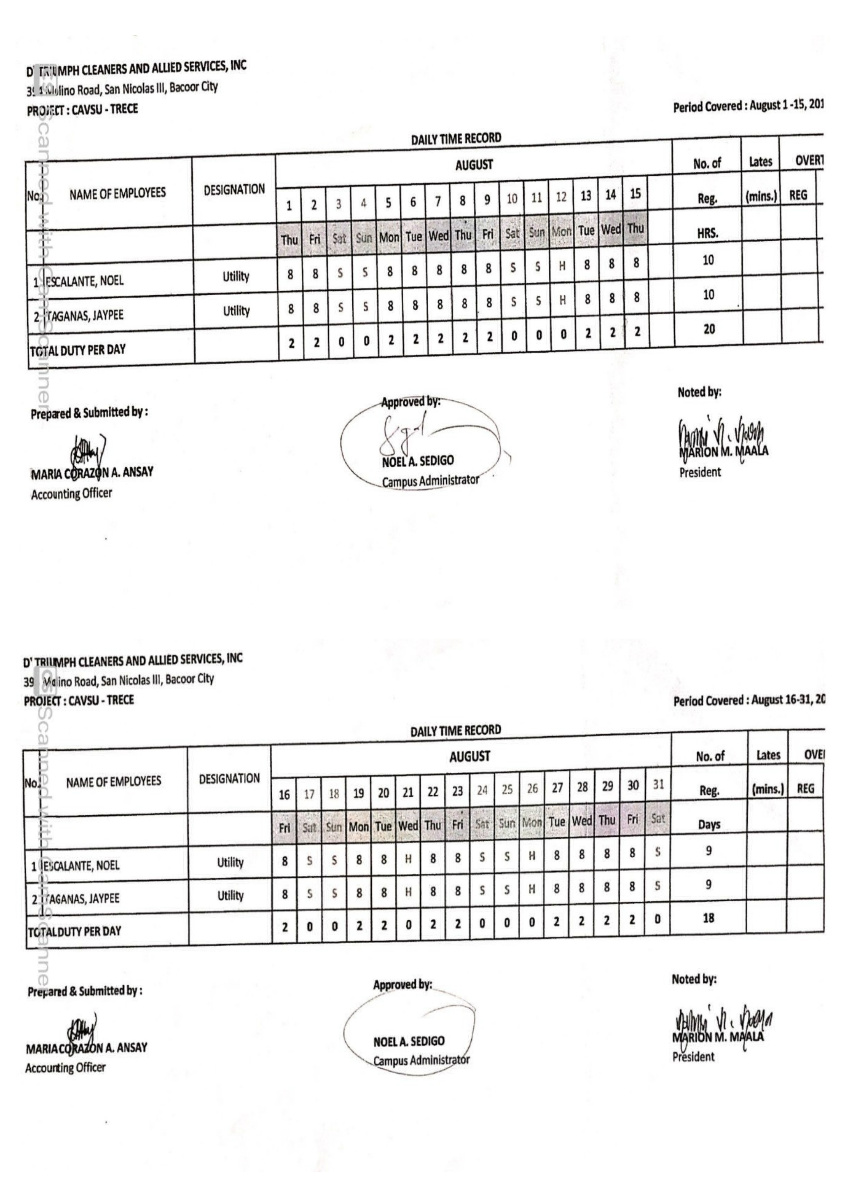 D' TRIUMPH CLEANERS AND ALLIED SERVICES, INC
Molino Road, San Nicolas III, Bacoor City
PROJECT : CAVSU - TRECE
Period Covered : August 1 -15, 201
DAILY TIME RECORD
No. NAME OF EMPLOYEES DESIGNATION AUGUST No. of Lates OVERT
1 2 3 4 5 6 7 8 9 10 11 12 13 14 15 Reg. (mins.) REG
Thu Fri Sat Sun Mon Tue Wed Thu Fri Sat Sun Mon Tue Wed Thu HRS.
1 ESCALANTE, NOEL Utility 8 8 S S 8 8 8 8 8 S S H 8 8 8 10
2 TAGANAS, JAYPEE Utility 8 8 S S 8 8 8 8 8 S S H 8 8 8 10
TOTAL DUTY PER DAY 2 2 0 0 2 2 2 2 2 0 0 0 2 2 2 20
Prepared & Submitted by : Approved by: Noted by:
MARIA CORAZON A. ANSAY NOEL A. SEDIGO MARION M. MAALA
Accounting Officer Campus Administrator President
D' TRIUMPH CLEANERS AND ALLIED SERVICES, INC
Molino Road, San Nicolas III, Bacoor City
PROJECT : CAVSU - TRECE
Period Covered : August 16-31, 20
DAILY TIME RECORD
No. NAME OF EMPLOYEES DESIGNATION AUGUST No. of Lates OVE
16 17 18 19 20 21 22 23 24 25 26 27 28 29 30 31 Reg. (mins.) REG
Fri Sat Sun Mon Tue Wed Thu Fri Sat Sun Mon Tue Wed Thu Fri Sat Days
1 ESCALANTE, NOEL Utility 8 S S 8 8 H 8 8 S S H 8 8 8 8 S 9
2 TAGANAS, JAYPEE Utility 8 S S 8 8 H 8 8 S S H 8 8 8 8 S 9
TOTAL DUTY PER DAY 2 0 0 2 2 0 2 2 0 0 0 2 2 2 2 0 18
Prepared & Submitted by : Approved by: Noted by:
MARIA CORAZON A. ANSAY NOEL A. SEDIGO MARION M. MAALA
Accounting Officer Campus Administrator President
CS Scanned with CamScanner
CS Scanned with CamScanner